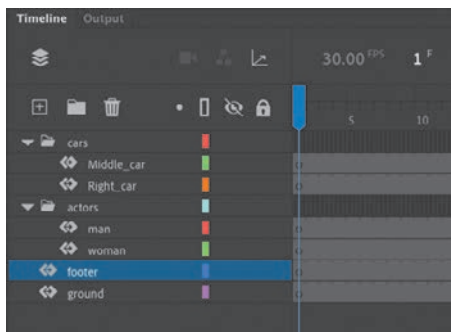 Timeline Output
30.00 FPS 1 F
5 10
cars
Middle_car
Right_car
actors
man
woman
footer
ground